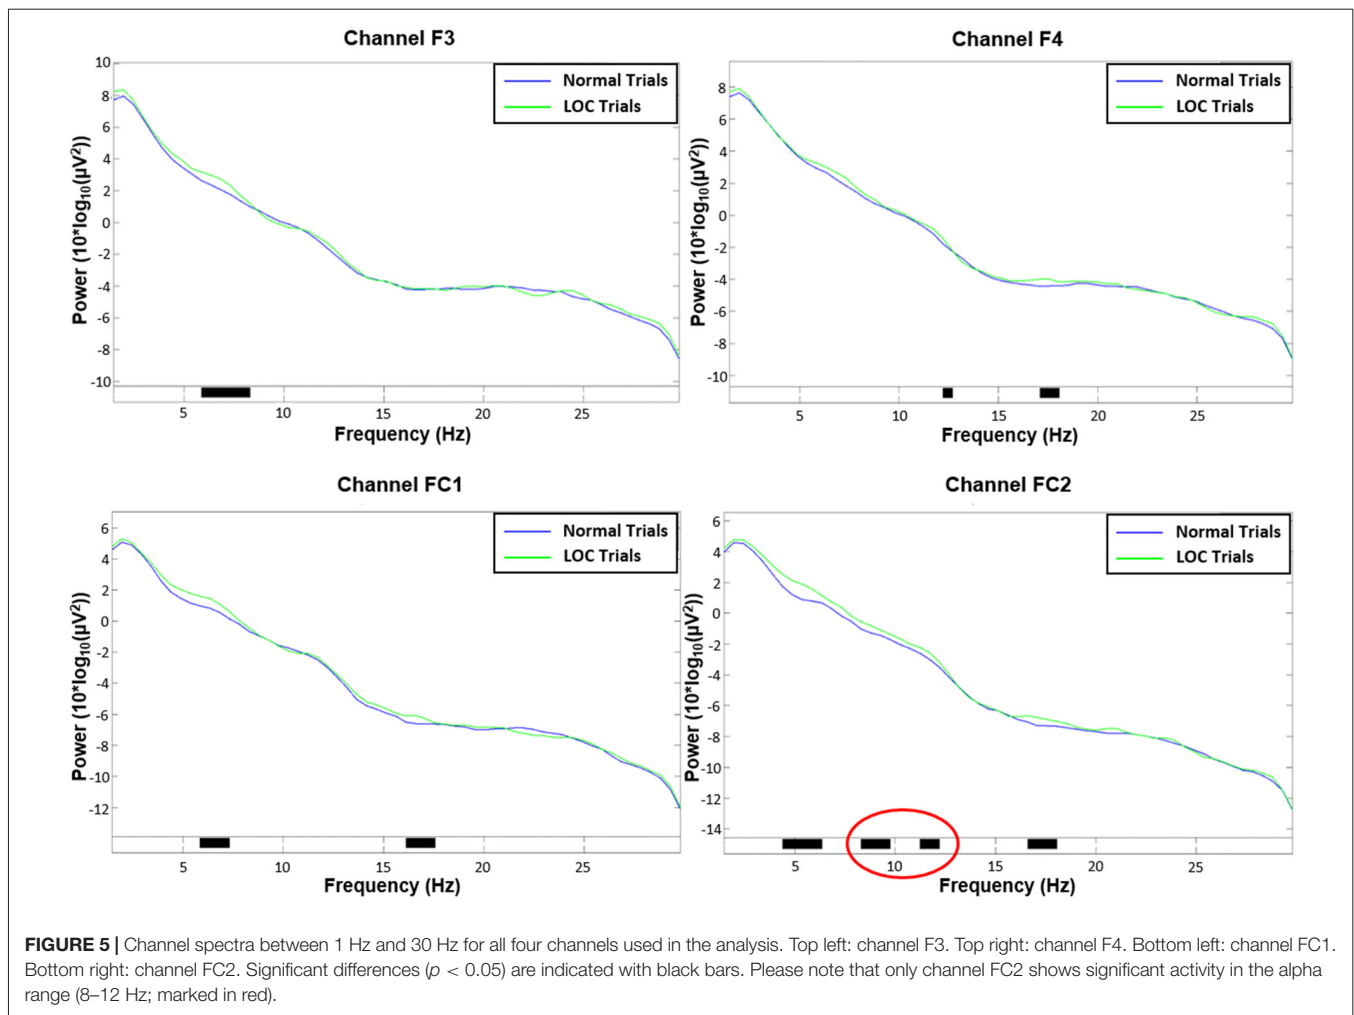 Channel F3
Normal Trials
LOC Trials
Power (10*log10(µV2))
10
8
6
4
2
0
-2
-4
-6
-8
-10
5
10
15
20
25
Frequency (Hz)
Channel F4
Normal Trials
LOC Trials
Power (10*log10(µV2))
8
6
4
2
0
-2
-4
-6
-8
-10
5
10
15
20
25
Frequency (Hz)
Channel FC1
Normal Trials
LOC Trials
Power (10*log10(µV2))
6
4
2
0
-2
-4
-6
-8
-10
-12
5
10
15
20
25
Frequency (Hz)
Channel FC2
Normal Trials
LOC Trials
Power (10*log10(µV2))
6
4
2
0
-2
-4
-6
-8
-10
-12
-14
5
10
15
20
25
Frequency (Hz)
FIGURE 5 | Channel spectra between 1 Hz and 30 Hz for all four channels used in the analysis. Top left: channel F3. Top right: channel F4. Bottom left: channel FC1.
Bottom right: channel FC2. Significant differences (p < 0.05) are indicated with black bars. Please note that only channel FC2 shows significant activity in the alpha
range (8–12 Hz; marked in red).